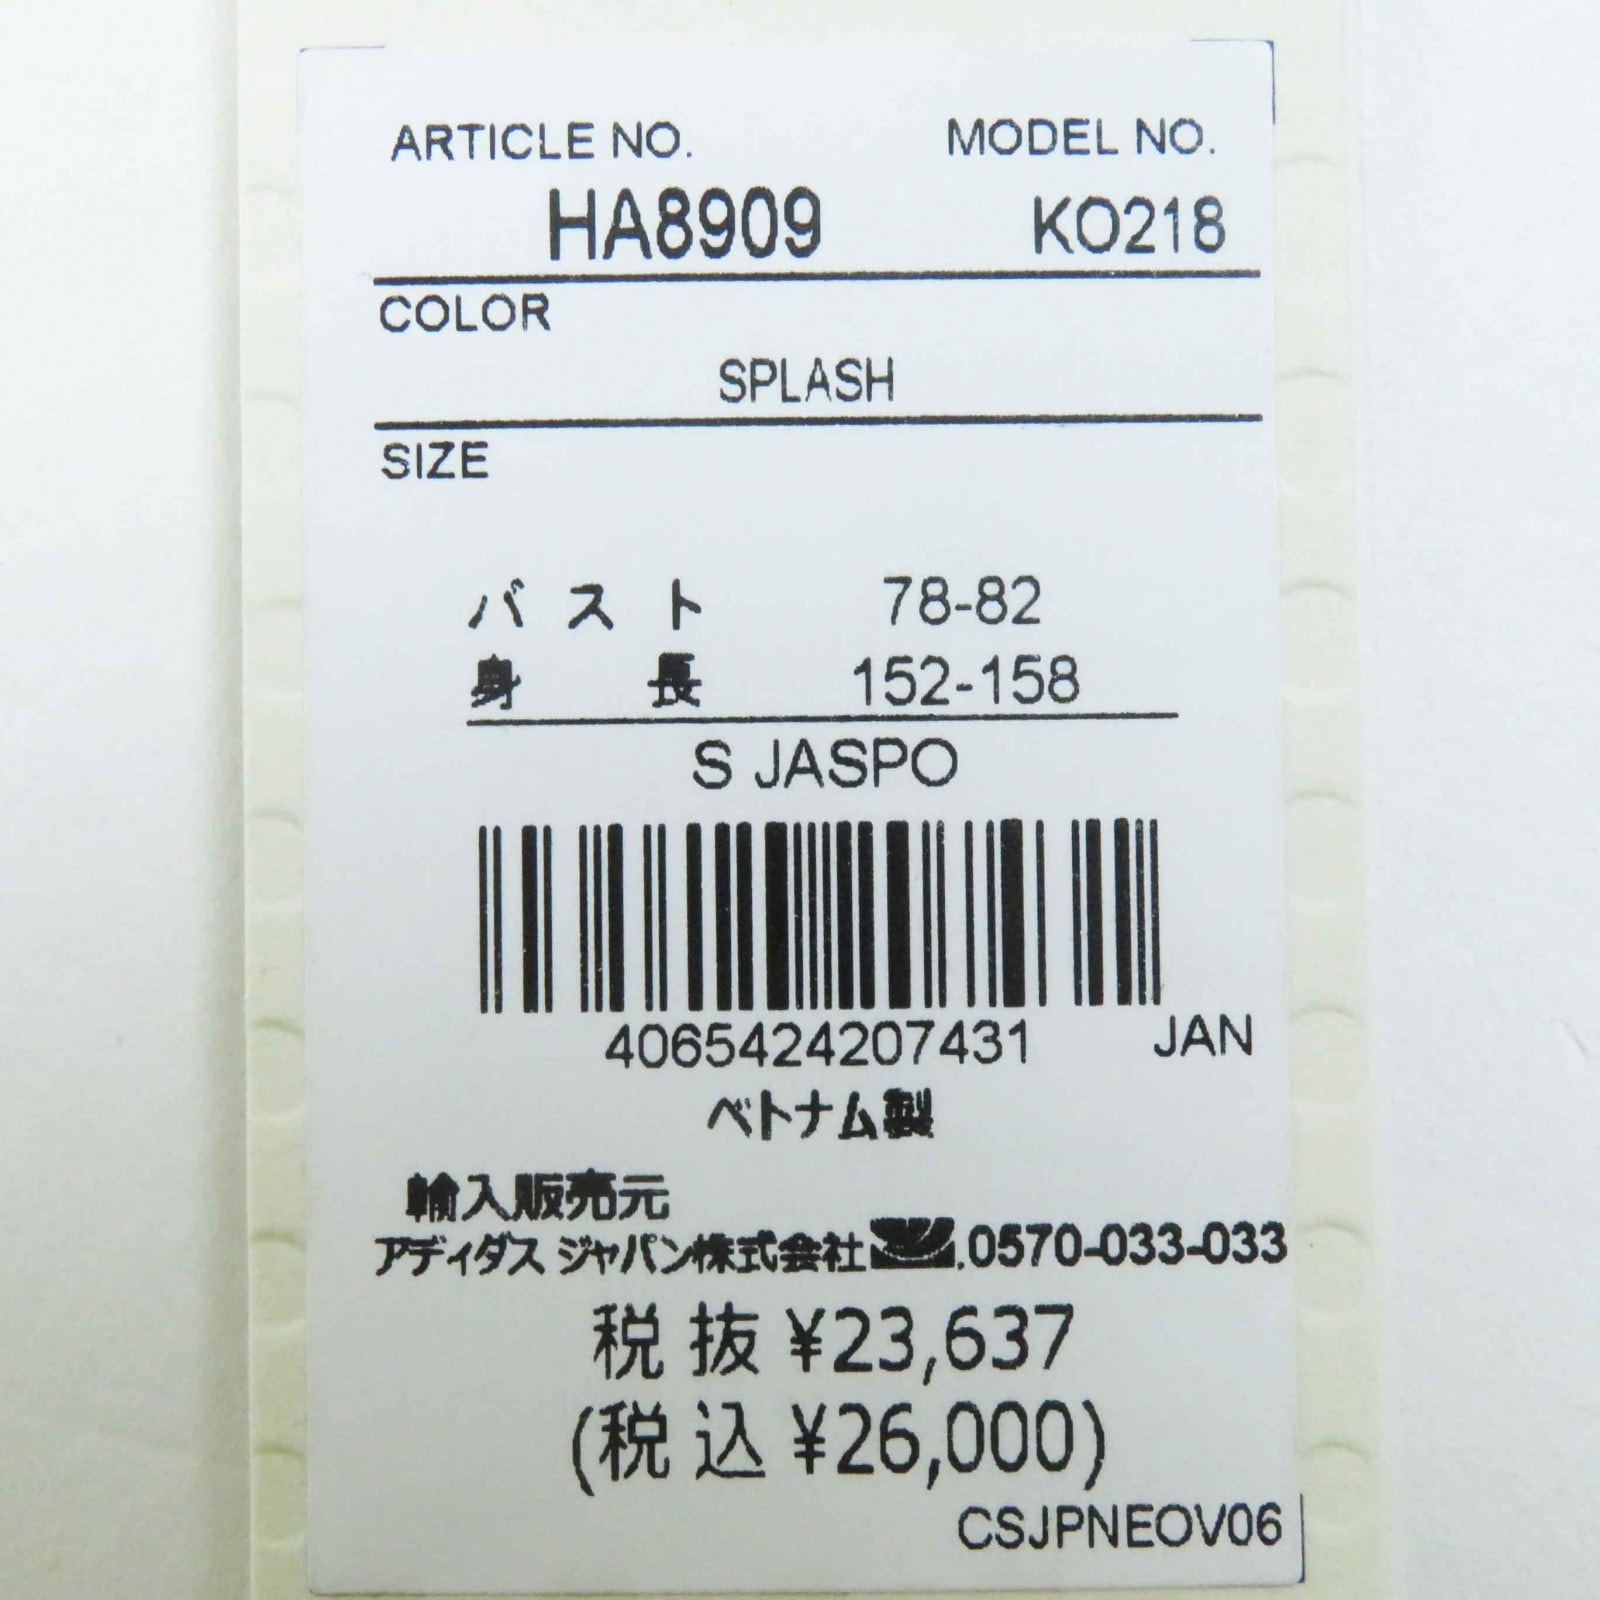 ARTICLE NO. MODEL NO.
HA8909 KO218
COLOR
SPLASH
SIZE
バスト 78-82
身長 152-158
S JASPO
4065424207431 JAN
ベトナム製
輸入販売元
アディダス ジャパン株式会社 .0570-033-033
税抜 ¥23,637
(税込 ¥26,000)
CSJPNEOV06